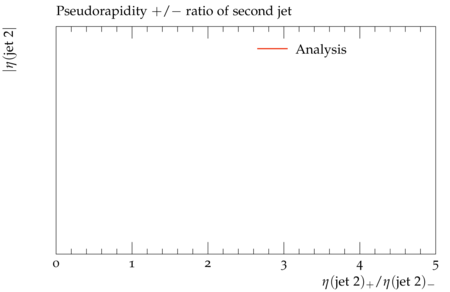 Pseudorapidity +/− ratio of second jet
|η(jet 2)|
Analysis
0 1 2 3 4 5
η(jet 2)₊/η(jet 2)₋